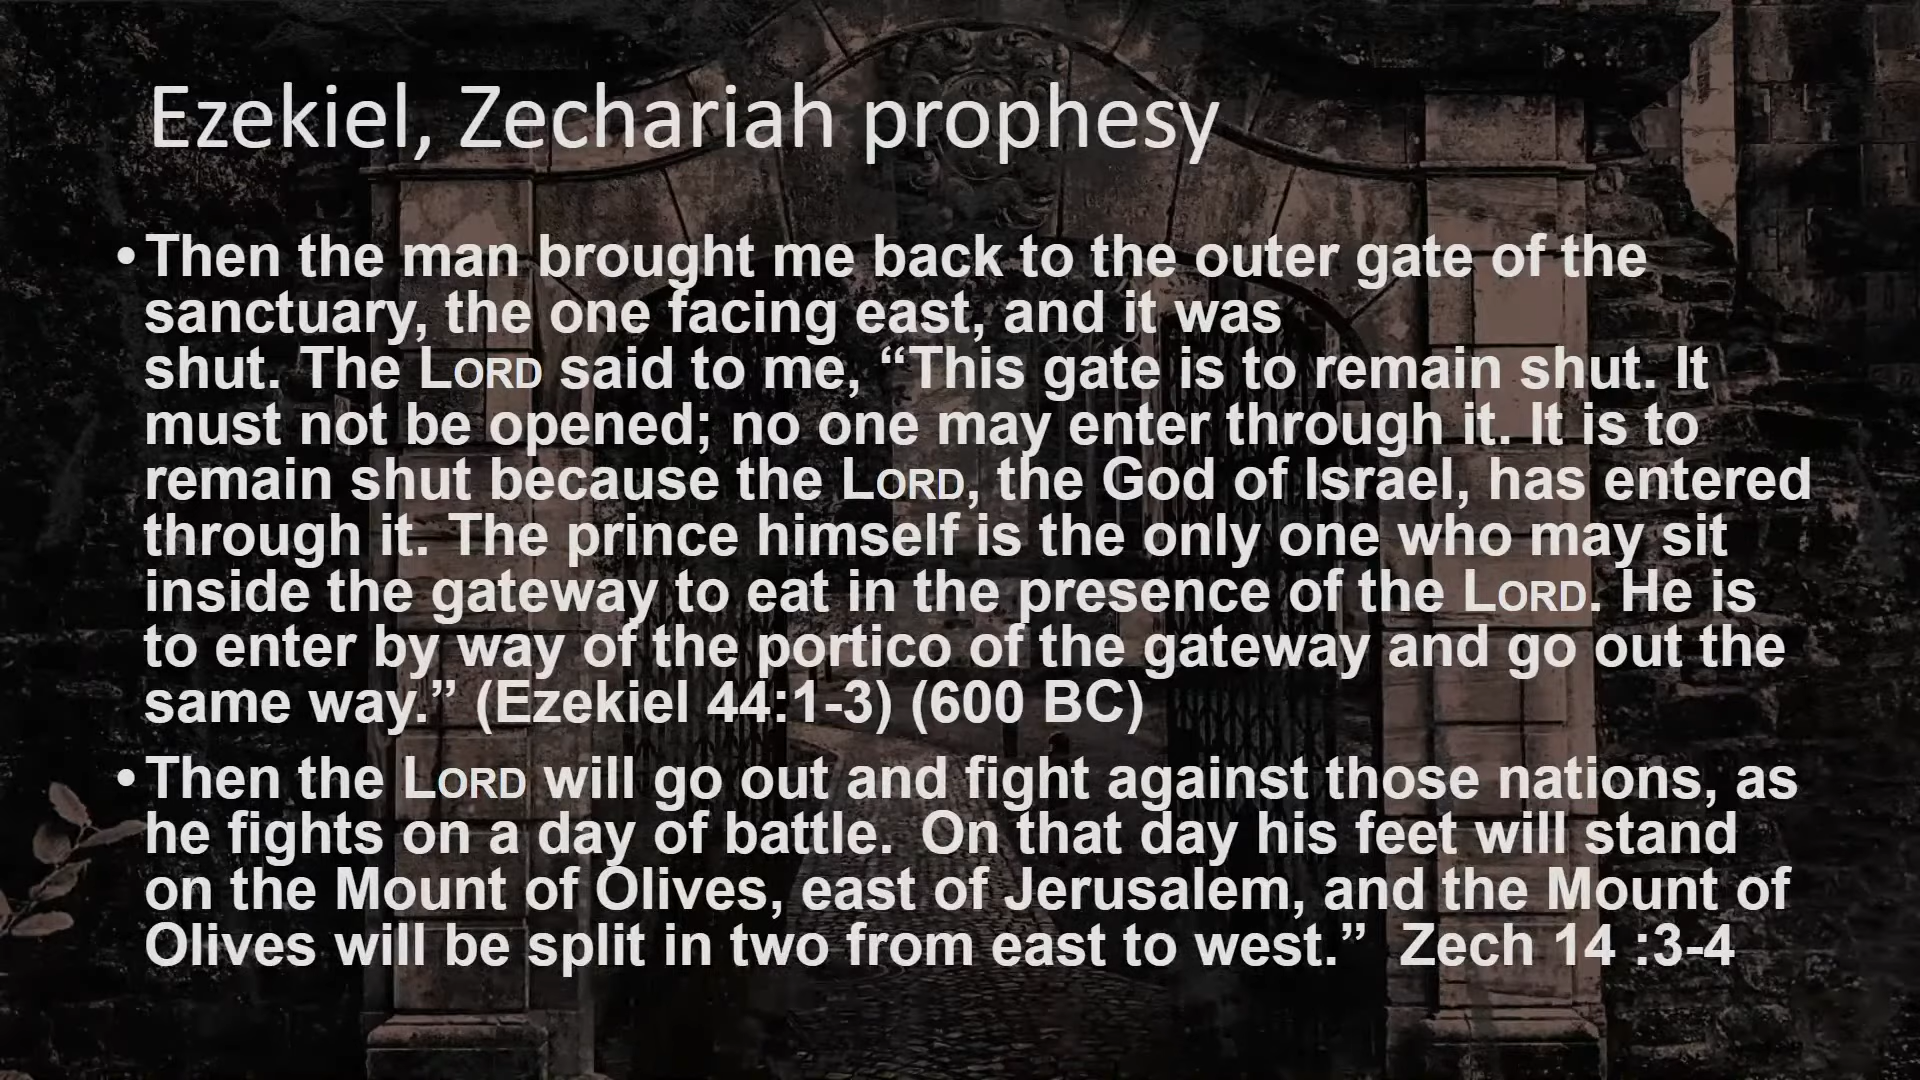 Ezekiel, Zechariah prophesy
• Then the man brought me back to the outer gate of the
sanctuary, the one facing east, and it was
shut. The LORD said to me, “This gate is to remain shut. It
must not be opened; no one may enter through it. It is to
remain shut because the LORD, the God of Israel, has entered
through it. The prince himself is the only one who may sit
inside the gateway to eat in the presence of the LORD. He is
to enter by way of the portico of the gateway and go out the
same way.” (Ezekiel 44:1-3) (600 BC)
• Then the LORD will go out and fight against those nations, as
he fights on a day of battle. On that day his feet will stand
on the Mount of Olives, east of Jerusalem, and the Mount of
Olives will be split in two from east to west.” Zech 14 :3-4